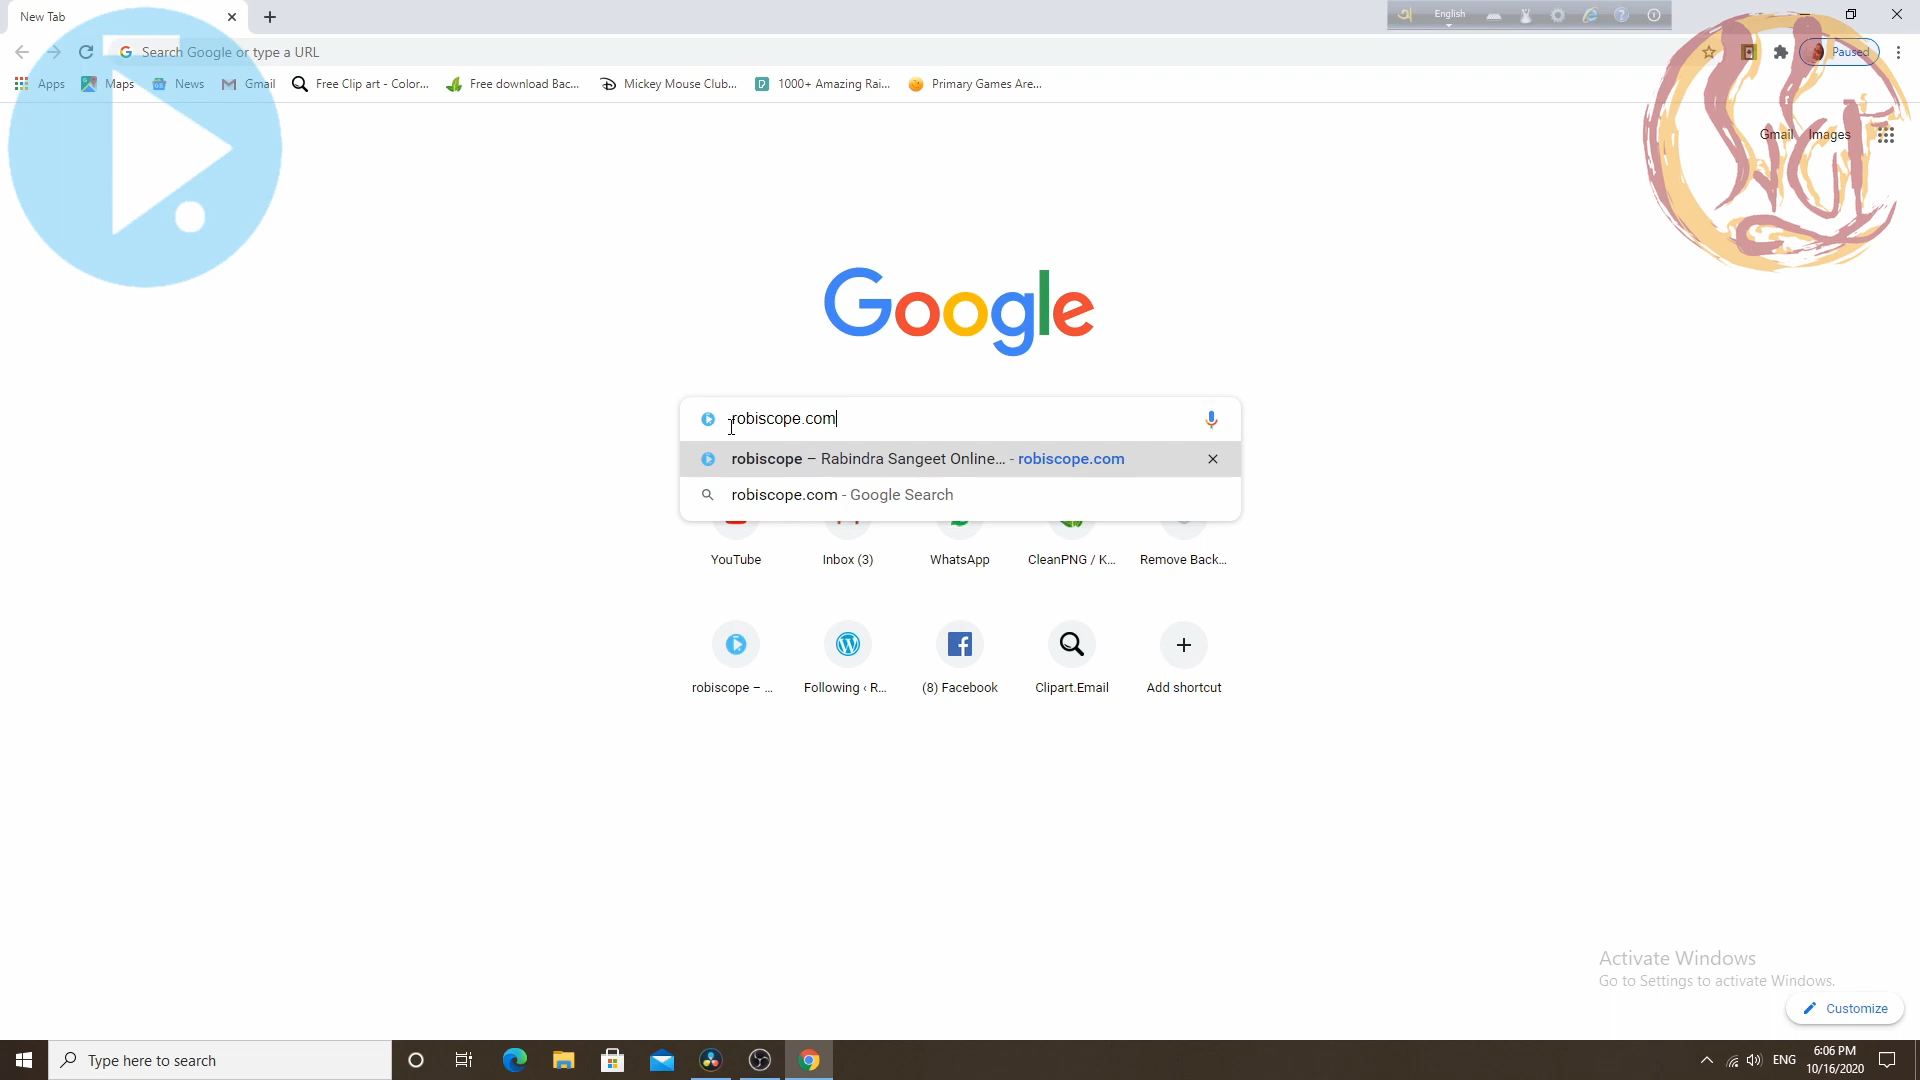 New Tab
English
Search Google or type a URL
Paused
Apps
Maps
News
Gmail
Free Clip art - Color...
Free download Bac...
Mickey Mouse Club...
1000+ Amazing Rai...
Primary Games Are...
Gmail
Images
Google
robiscope.com
robiscope – Rabindra Sangeet Online... - robiscope.com
robiscope.com - Google Search
YouTube
Inbox (3)
WhatsApp
CleanPNG / K...
Remove Back...
robiscope – ...
Following ‹ R...
(8) Facebook
Clipart.Email
Add shortcut
Activate Windows
Go to Settings to activate Windows.
Customize
Type here to search
ENG
6:06 PM
10/16/2020